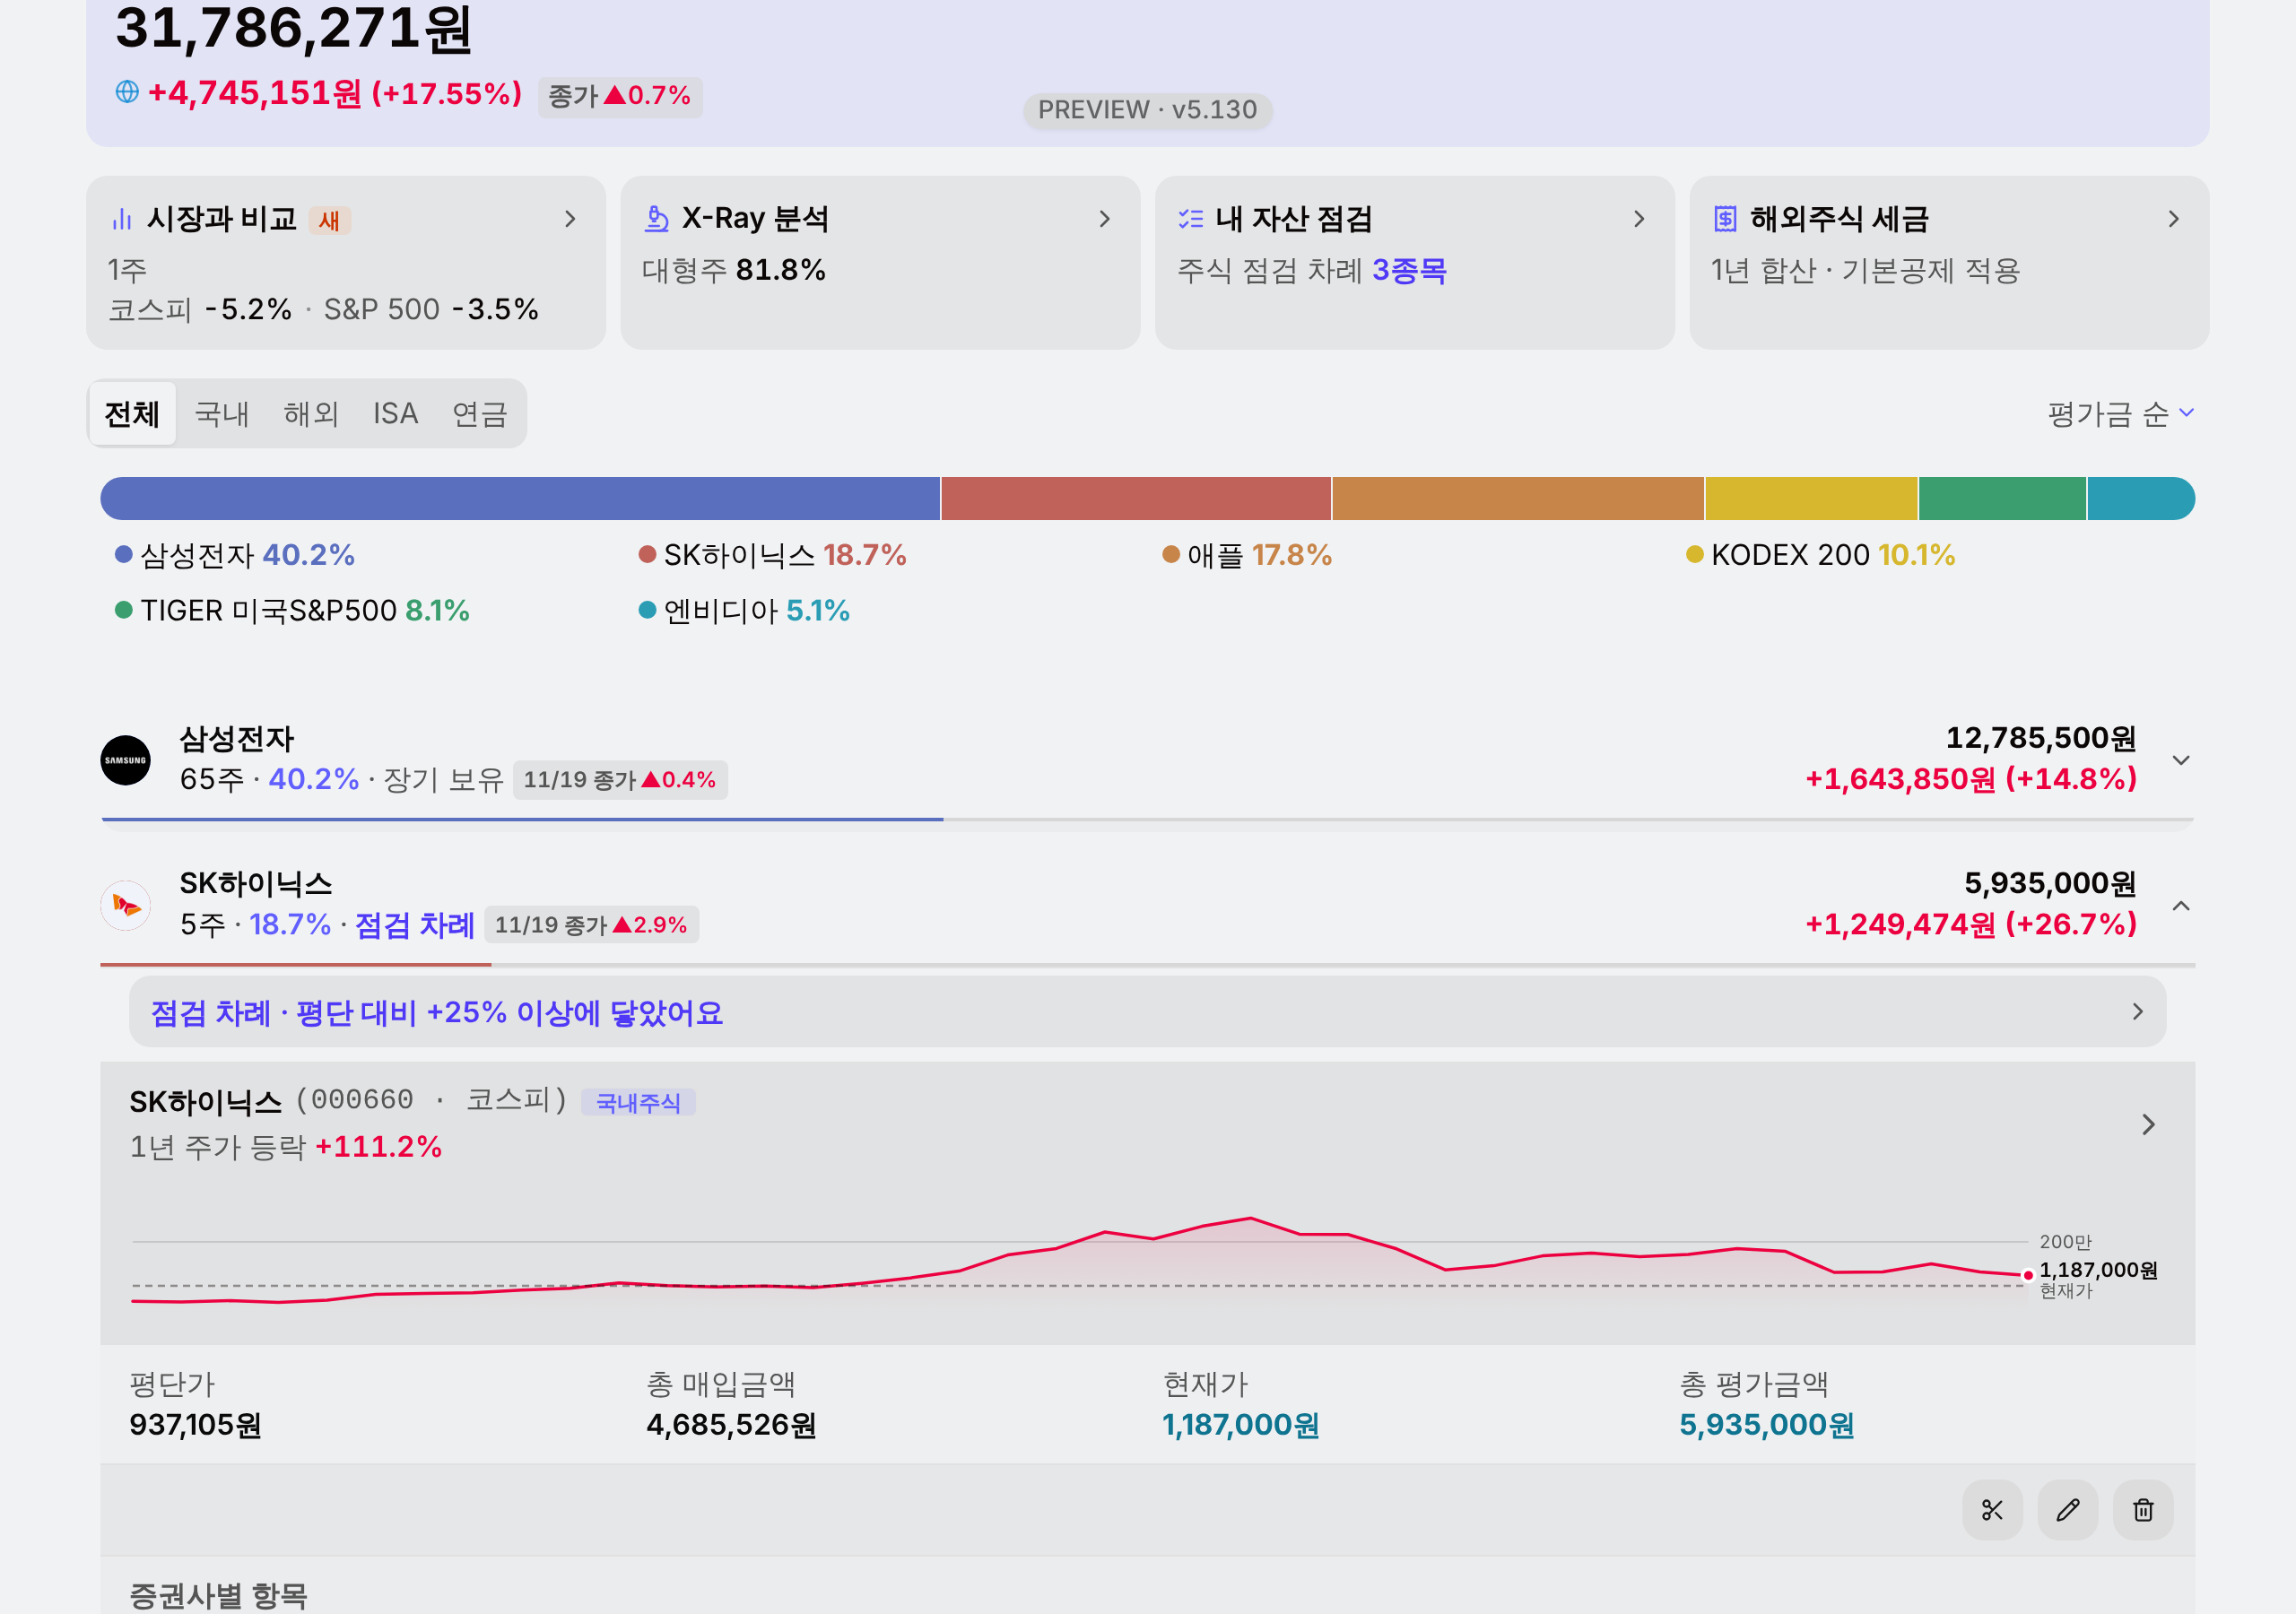 31,786,271원
+4,745,151원 (+17.55%) 종가 ▲0.7%
PREVIEW · v5.130
시장과 비교 새
1주
코스피 -5.2% · S&P 500 -3.5%
X-Ray 분석
대형주 81.8%
내 자산 점검
주식 점검 차례 3종목
해외주식 세금
1년 합산 · 기본공제 적용
전체 국내 해외 ISA 연금
평가금 순
삼성전자 40.2% SK하이닉스 18.7% 애플 17.8% KODEX 200 10.1%
TIGER 미국S&P500 8.1% 엔비디아 5.1%
SAMSUNG
삼성전자
65주 · 40.2% · 장기 보유 11/19 종가 ▲0.4%
12,785,500원
+1,643,850원 (+14.8%)
SK하이닉스
5주 · 18.7% · 점검 차례 11/19 종가 ▲2.9%
5,935,000원
+1,249,474원 (+26.7%)
점검 차례 · 평단 대비 +25% 이상에 닿았어요
SK하이닉스 (000660 · 코스피) 국내주식
1년 주가 등락 +111.2%
200만
1,187,000원
현재가
평단가 총 매입금액 현재가 총 평가금액
937,105원 4,685,526원 1,187,000원 5,935,000원
증권사별 항목